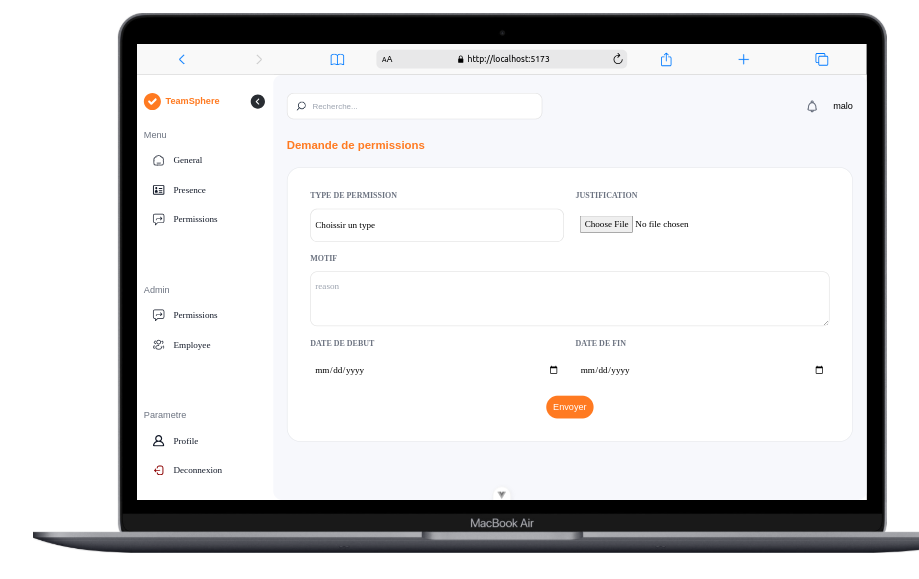 AA
http://localhost:5173
TeamSphere
Recherche...
malo
Menu
General
Presence
Permissions
Admin
Permissions
Employee
Parametre
Profile
Deconnexion
Demande de permissions
TYPE DE PERMISSION
JUSTIFICATION
Choissir un type
Choose File No file chosen
MOTIF
reason
DATE DE DEBUT
DATE DE FIN
mm/dd/yyyy
mm/dd/yyyy
Envoyer
MacBook Air